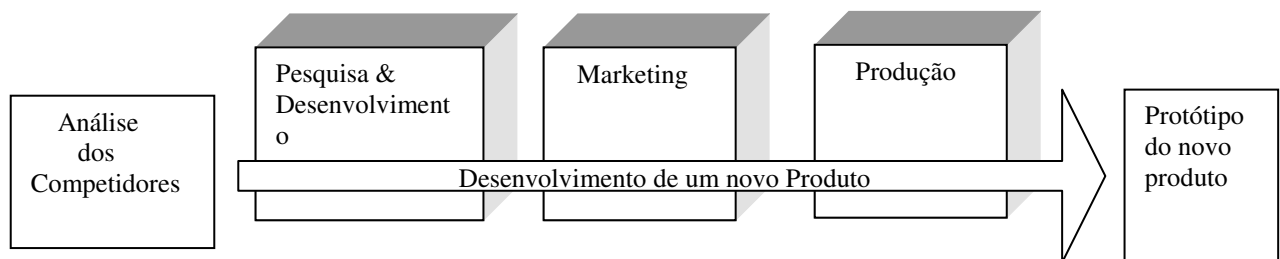 Análise
dos
Competidores
Pesquisa &
Desenvolviment
o
Marketing
Produção
Desenvolvimento de um novo Produto
Protótipo
do novo
produto